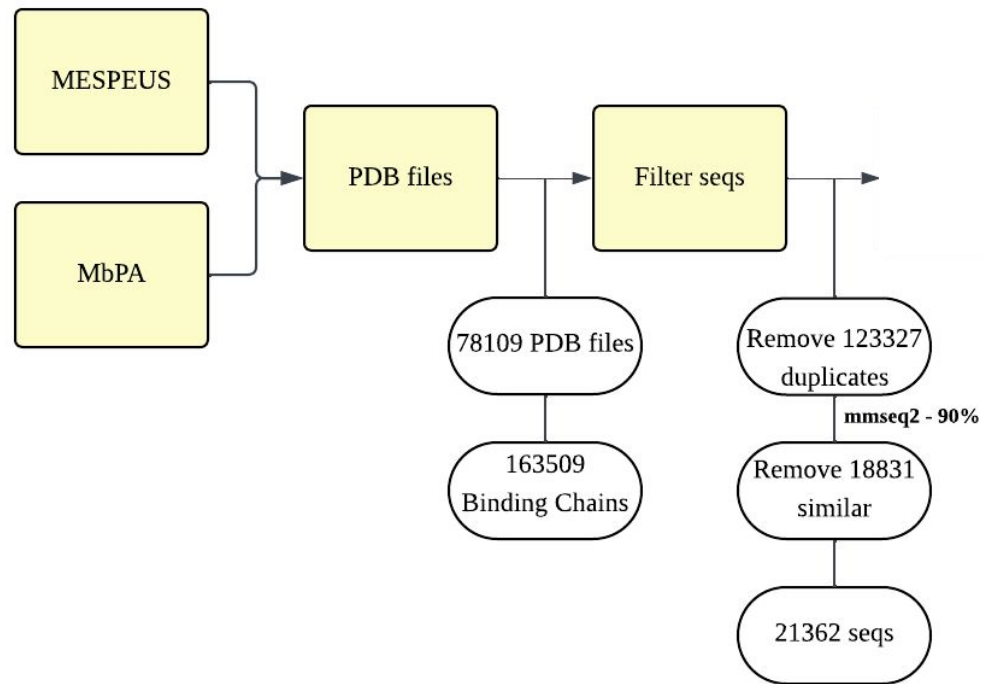 MESPEUS
MbPA
PDB files
Filter seqs
78109 PDB files
163509
Binding Chains
Remove 123327
duplicates
mmseq2 - 90%
Remove 18831
similar
21362 seqs